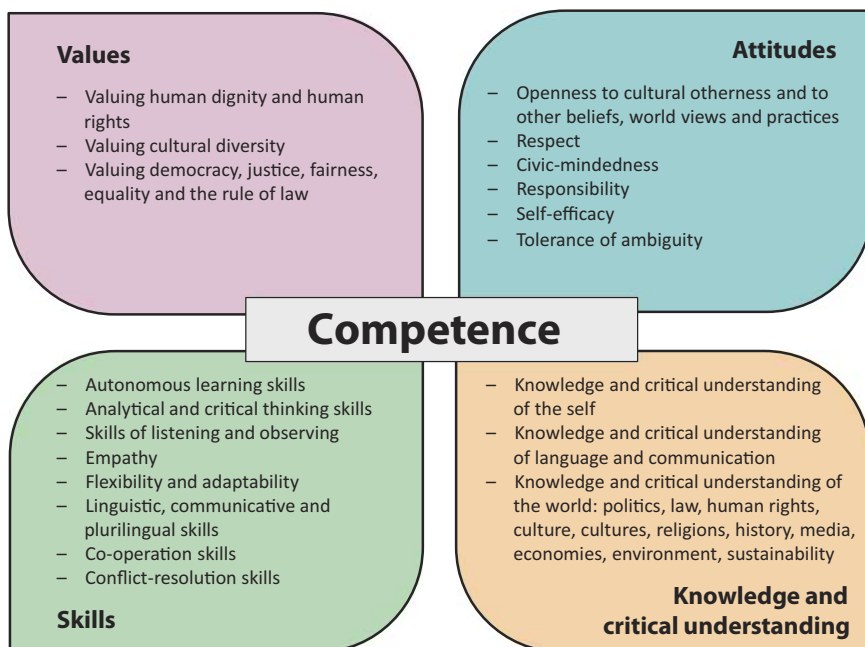 Values
– Valuing human dignity and human
rights
– Valuing cultural diversity
– Valuing democracy, justice, fairness,
equality and the rule of law
Attitudes
– Openness to cultural otherness and to
other beliefs, world views and practices
– Respect
– Civic-mindedness
– Responsibility
– Self-efficacy
– Tolerance of ambiguity
Competence
– Autonomous learning skills
– Analytical and critical thinking skills
– Skills of listening and observing
– Empathy
– Flexibility and adaptability
– Linguistic, communicative and
plurilingual skills
– Co-operation skills
– Conflict-resolution skills
Skills
– Knowledge and critical understanding
of the self
– Knowledge and critical understanding
of language and communication
– Knowledge and critical understanding of
the world: politics, law, human rights,
culture, cultures, religions, history, media,
economies, environment, sustainability
Knowledge and
critical understanding